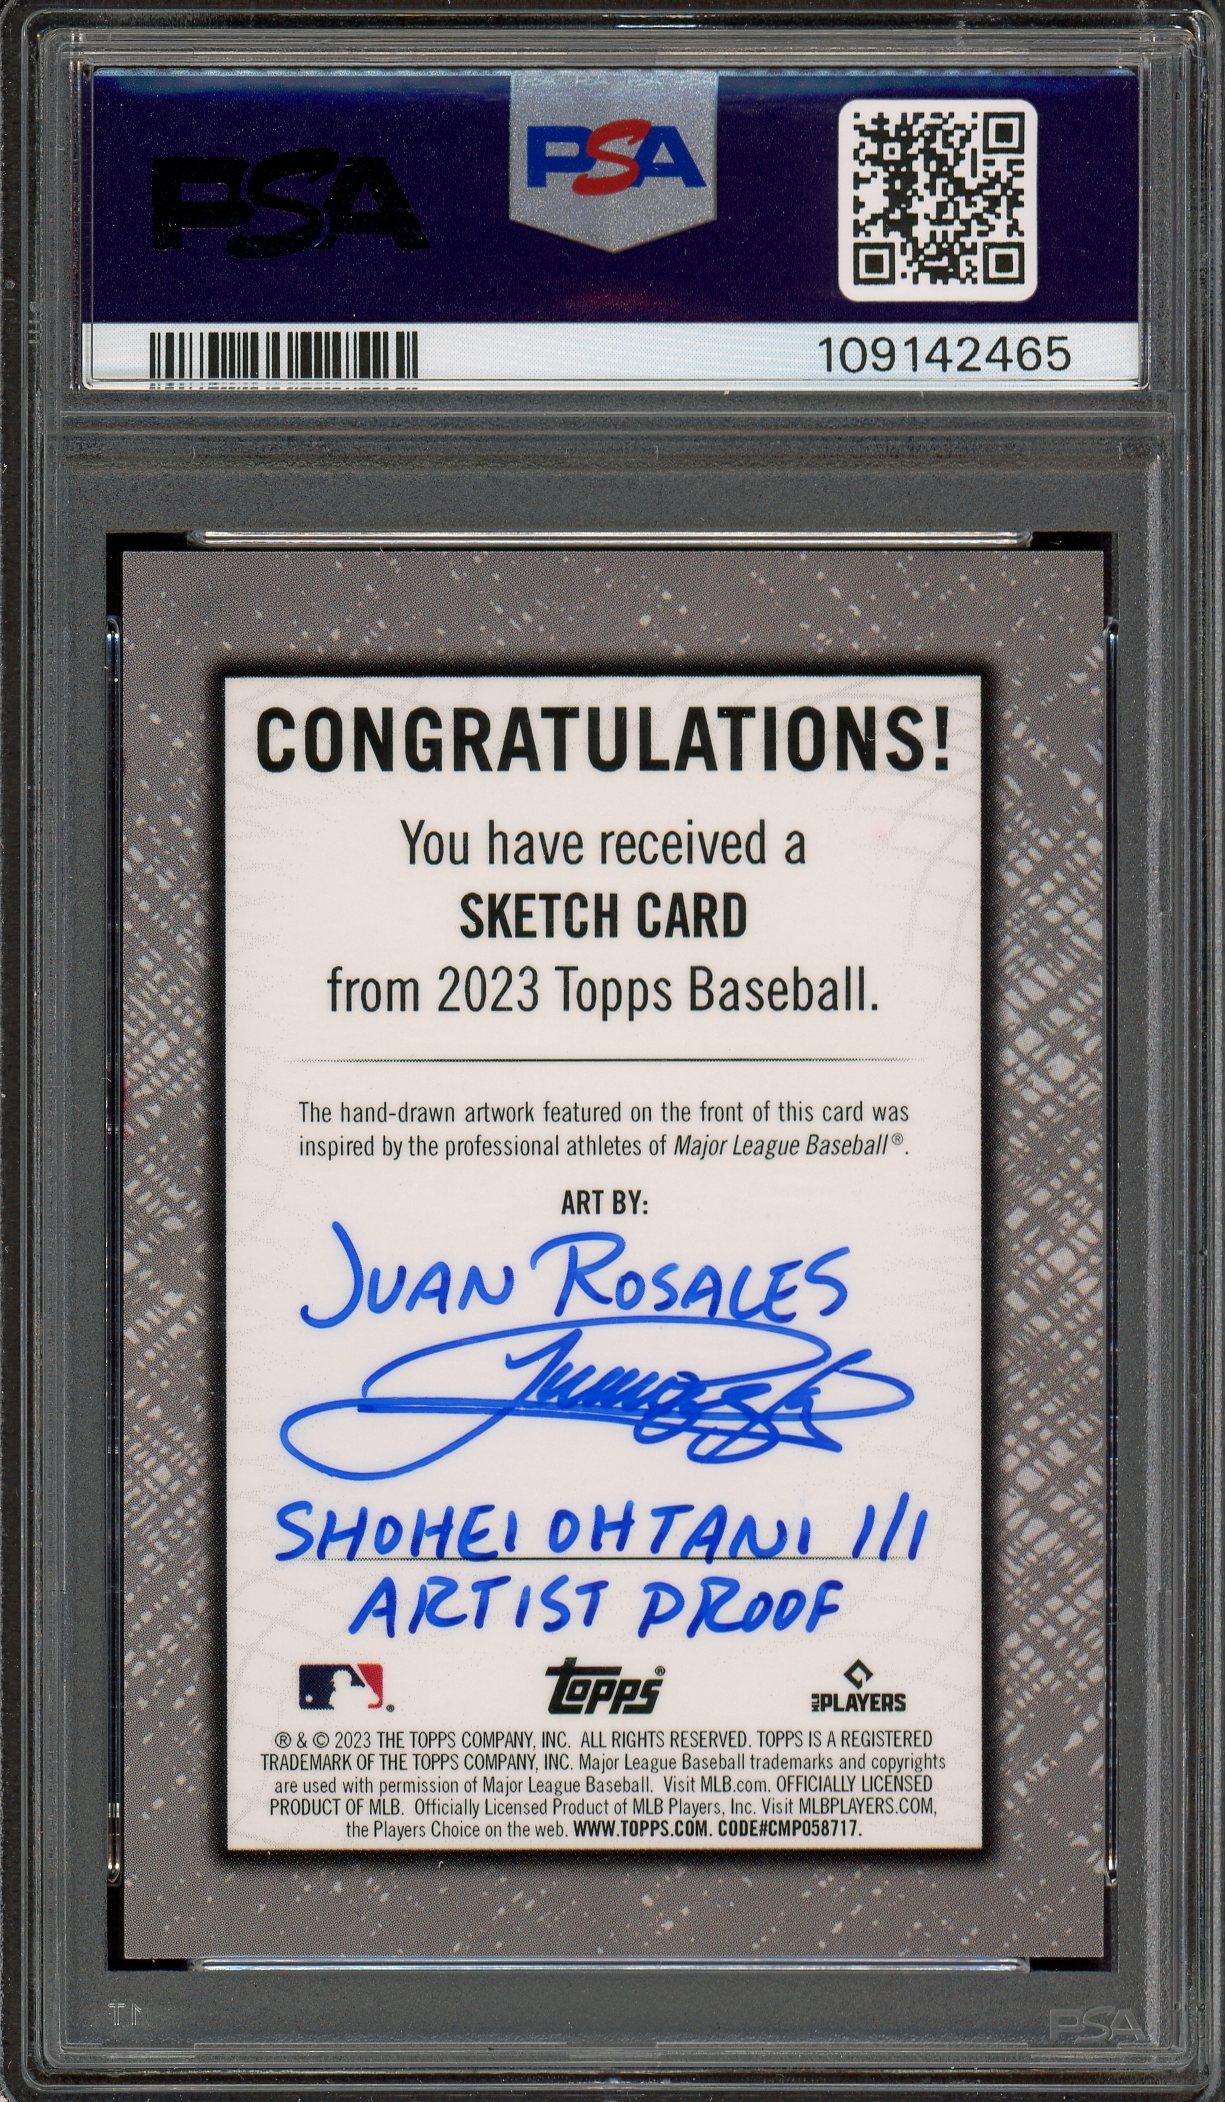 PSA
PSA
109142465
CONGRATULATIONS!
You have received a
SKETCH CARD
from 2023 Topps Baseball.
The hand-drawn artwork featured on the front of this card was
inspired by the professional athletes of Major League Baseball®.
ART BY:
JUAN ROSALES
SHOHEI OHTANI 1/1
ARTIST PROOF
topps®
MLB PLAYERS
® & © 2023 THE TOPPS COMPANY, INC. ALL RIGHTS RESERVED. TOPPS IS A REGISTERED
TRADEMARK OF THE TOPPS COMPANY, INC. Major League Baseball trademarks and copyrights
are used with permission of Major League Baseball. Visit MLB.com. OFFICIALLY LICENSED
PRODUCT OF MLB. Officially Licensed Product of MLB Players, Inc. Visit MLBPLAYERS.COM,
the Players Choice on the web. WWW.TOPPS.COM. CODE#CMP058717.
PSA